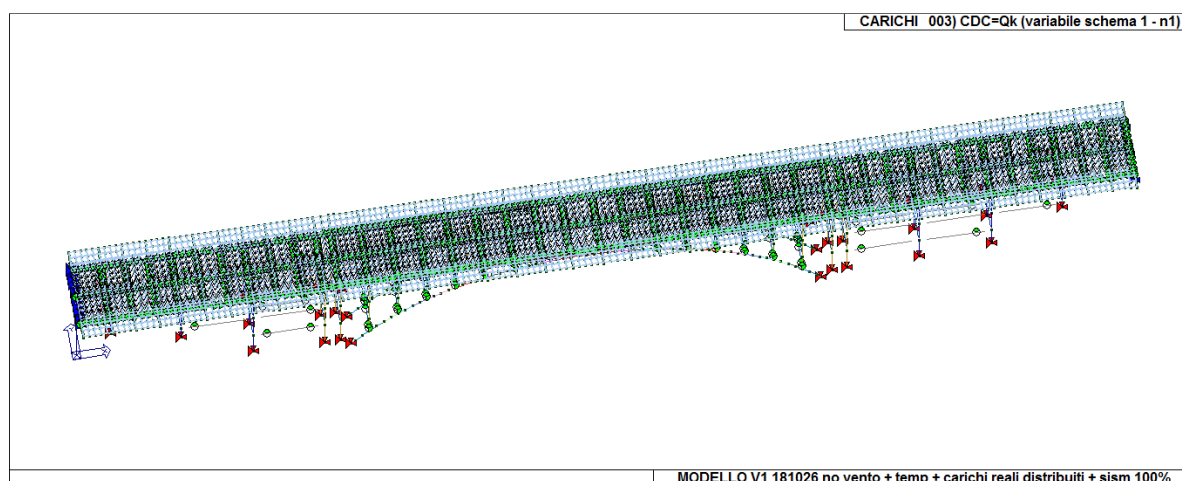 CARICHI 003) CDC=Qk (variabile schema 1 - n1)
MODELLO V1 181026 no vento + temp + carichi reali distribuiti + sism 100%